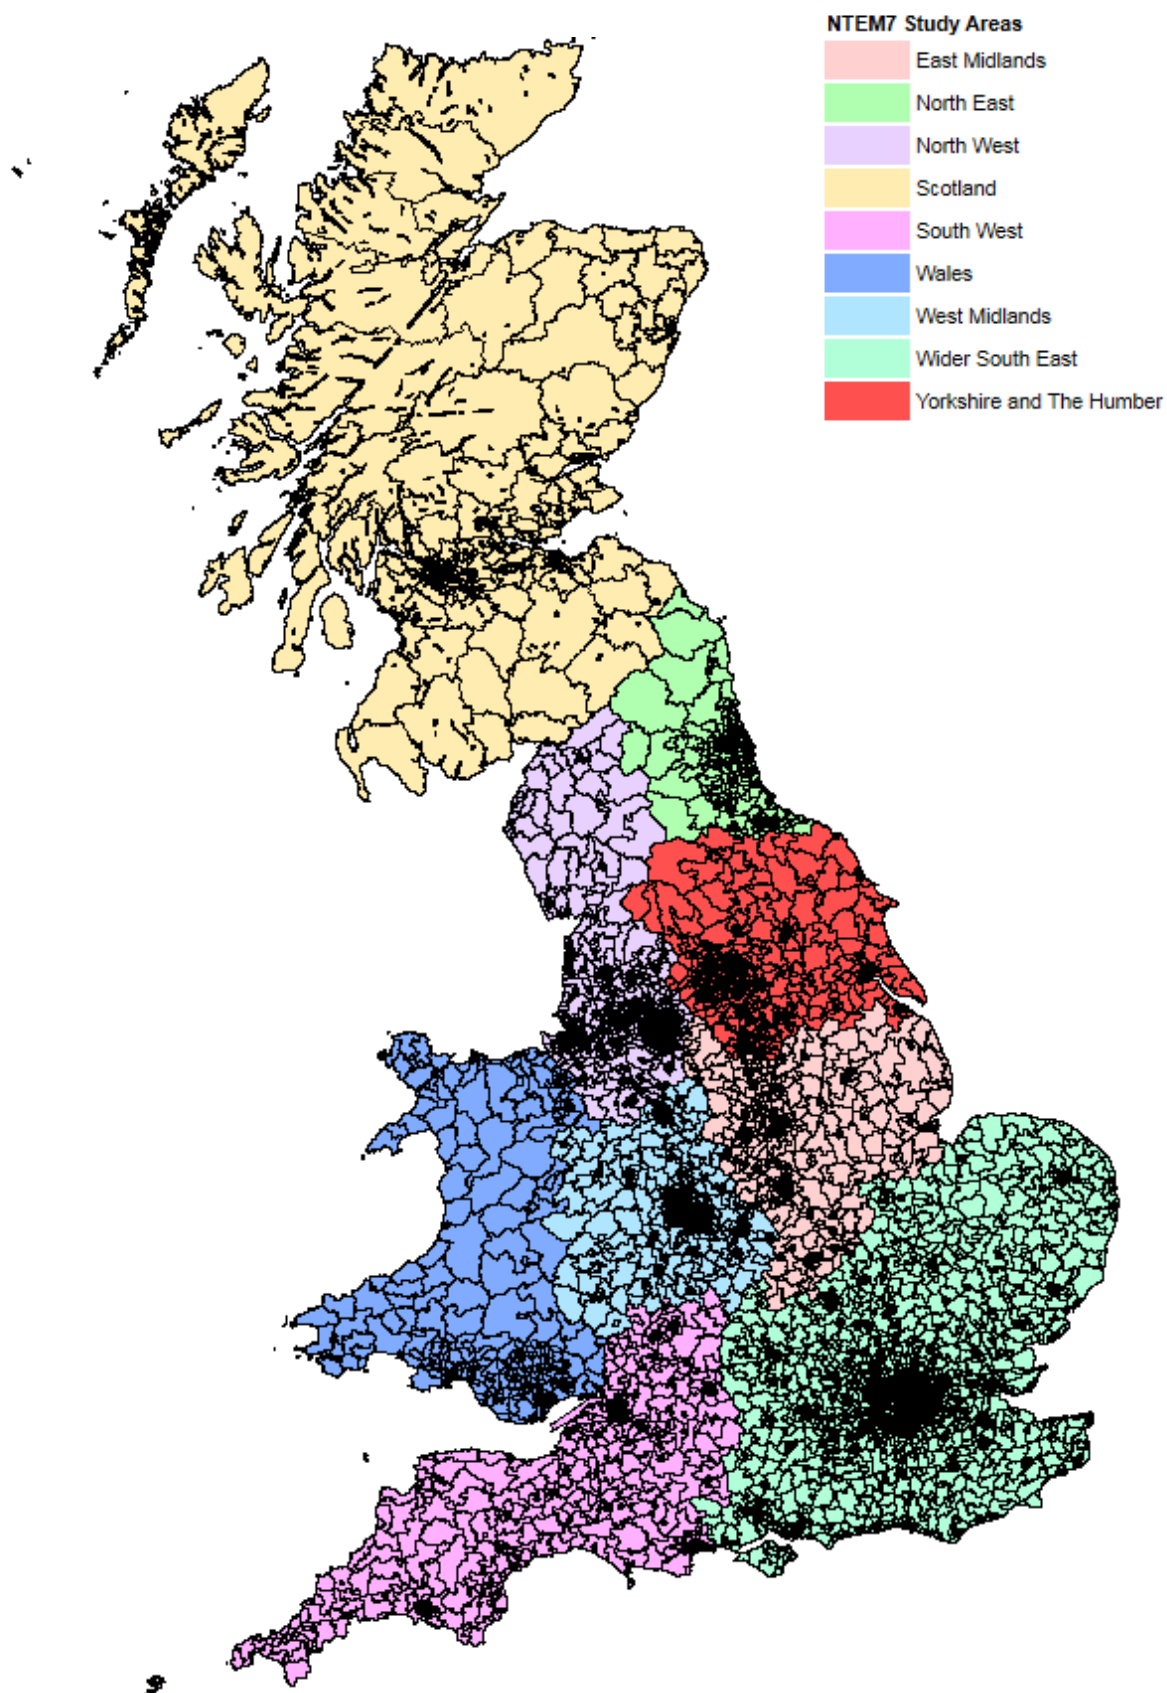 NTEM7 Study Areas
East Midlands
North East
North West
Scotland
South West
Wales
West Midlands
Wider South East
Yorkshire and The Humber